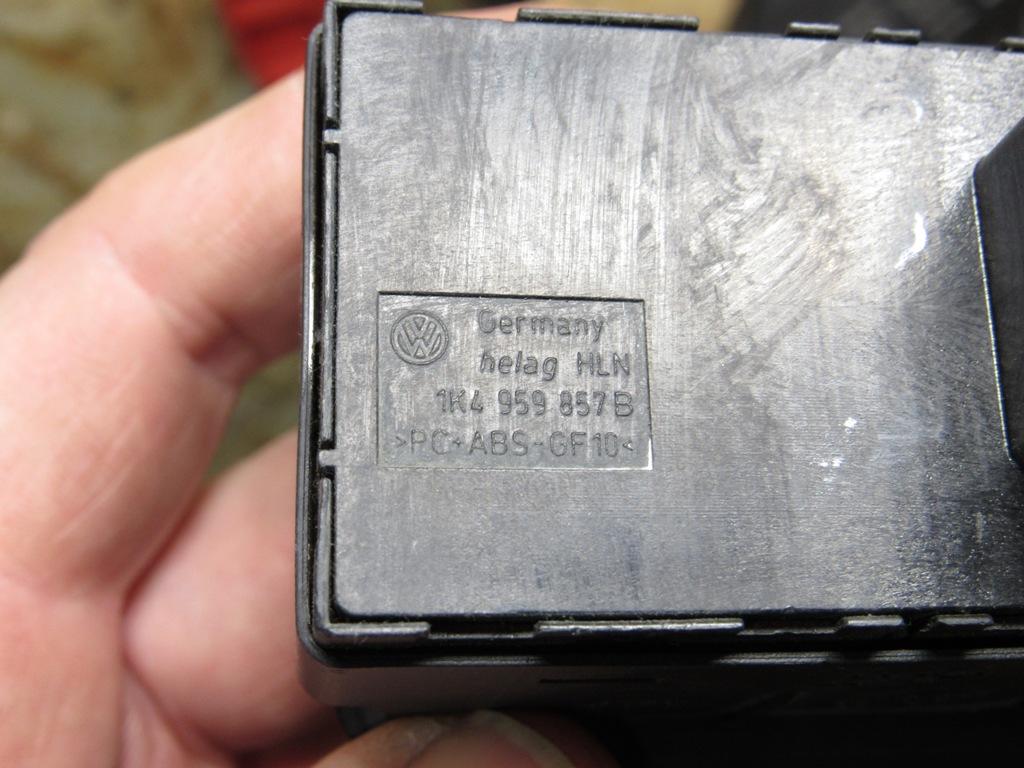 Germany
helag HLN
1K4 959 857 B
>PC+ABS-GF10<